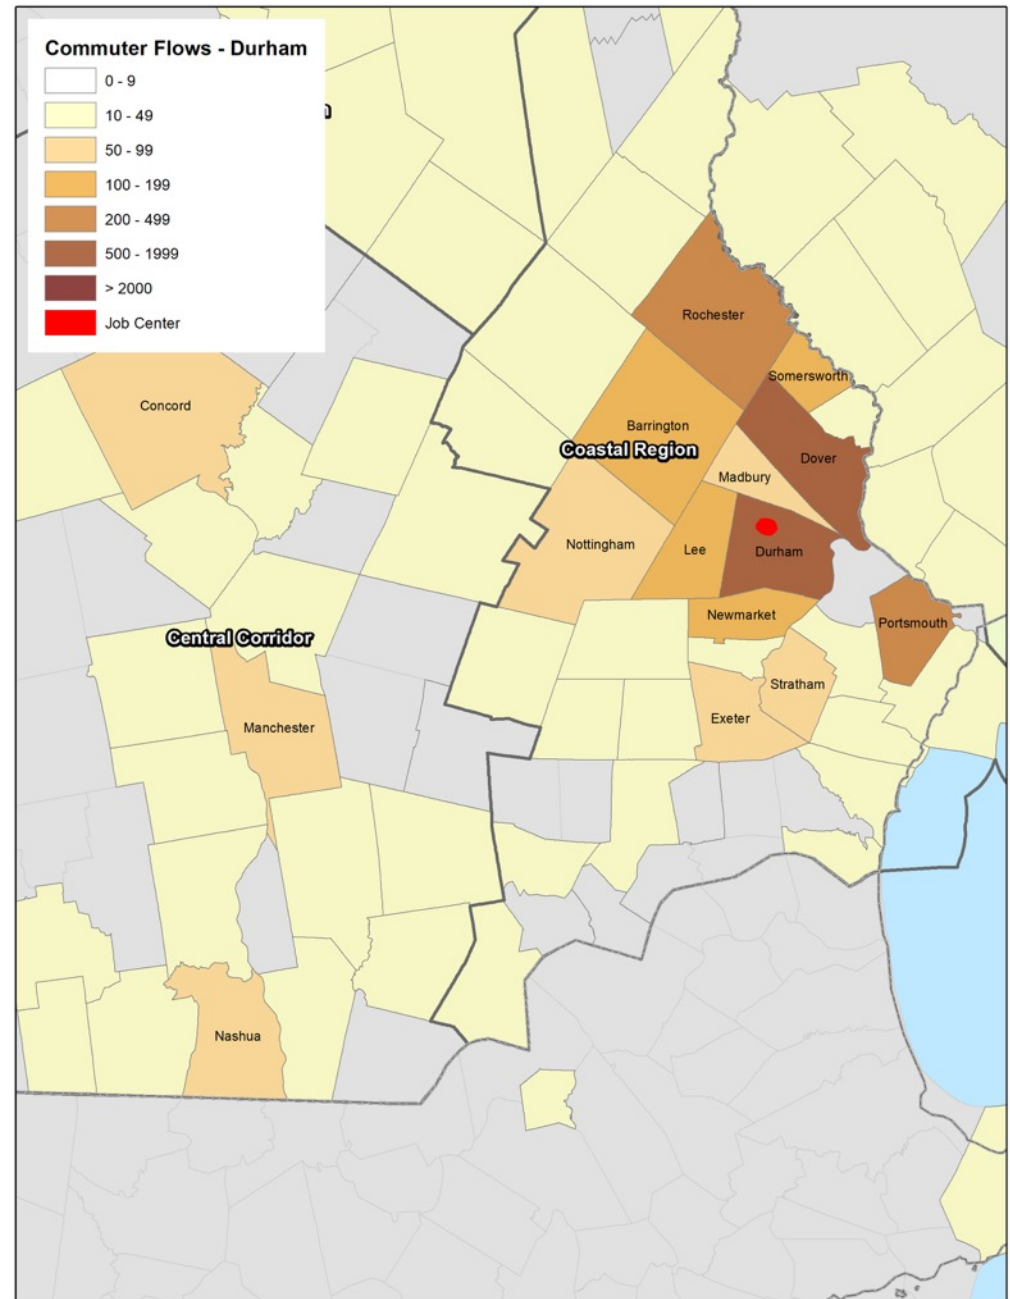 Commuter Flows - Durham
0 - 9
10 - 49
50 - 99
100 - 199
200 - 499
500 - 1999
> 2000
Job Center
Rochester
Somersworth
Concord
Barrington
Coastal Region
Dover
Madbury
Nottingham
Lee
Durham
Newmarket
Portsmouth
Central Corridor
Stratham
Exeter
Manchester
Nashua